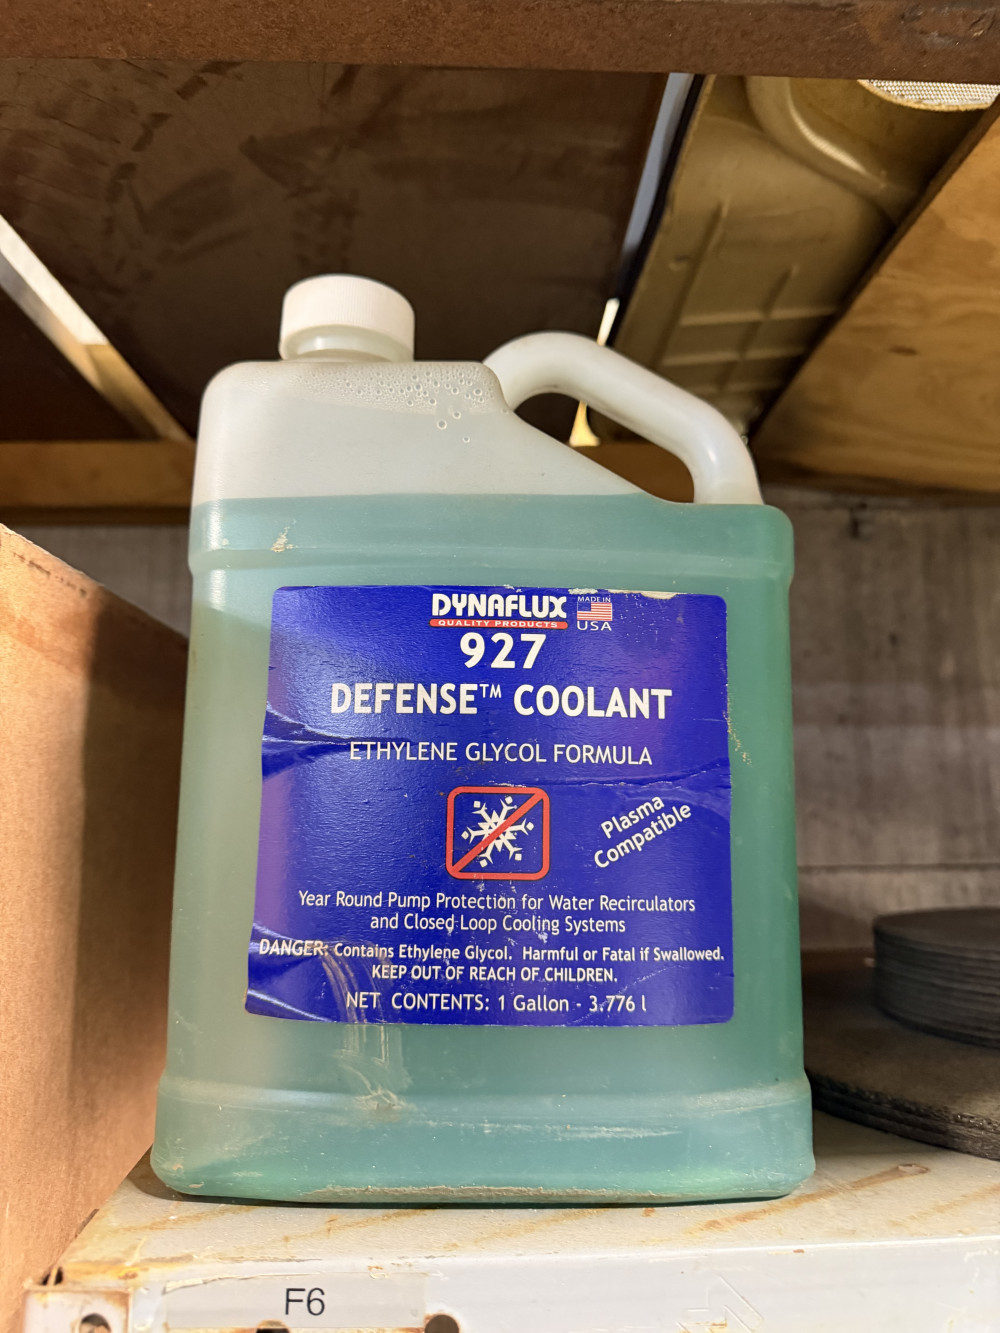 DYNAFLUX
QUALITY PRODUCTS
MADE IN
USA
927
DEFENSE™ COOLANT
ETHYLENE GLYCOL FORMULA
Plasma
Compatible
Year Round Pump Protection for Water Recirculators
and Closed Loop Cooling Systems
DANGER: Contains Ethylene Glycol. Harmful or Fatal if Swallowed.
KEEP OUT OF REACH OF CHILDREN.
NET CONTENTS: 1 Gallon - 3.776 l
F6